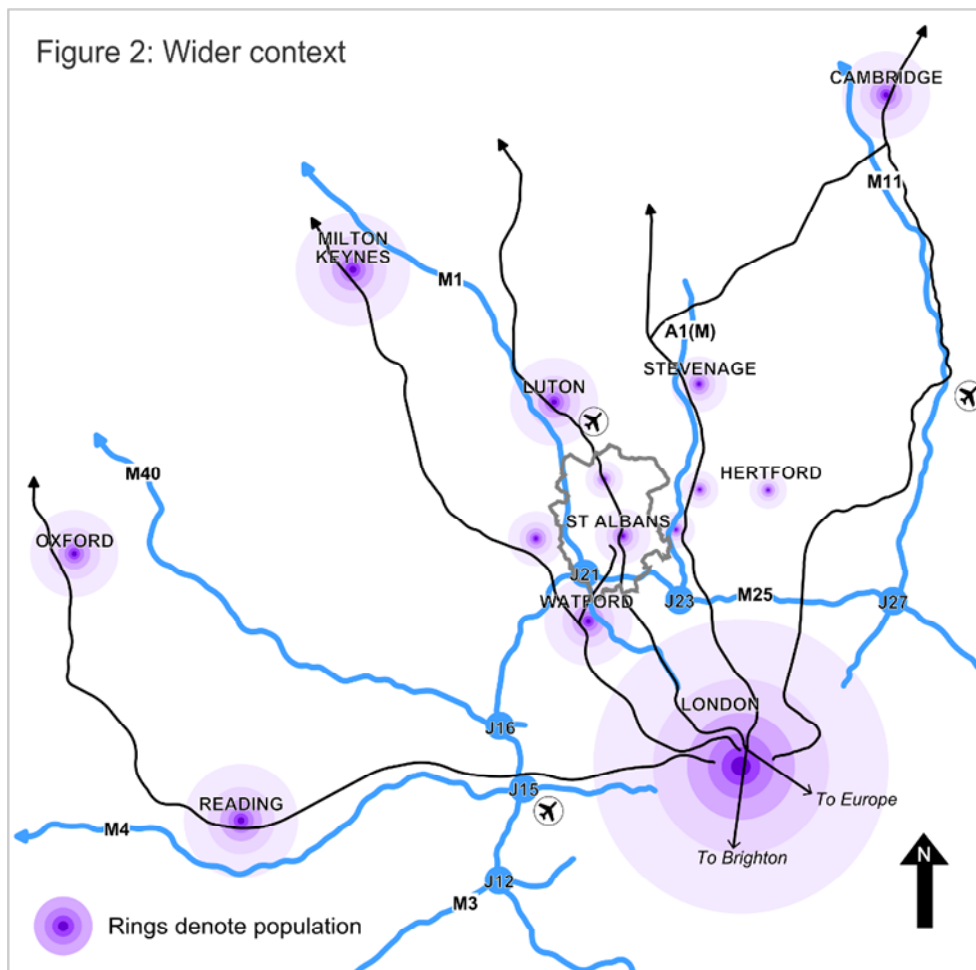 Figure 2: Wider context
CAMBRIDGE
M11
MILTON
KEYNES
M1
A1(M)
STEVENAGE
LUTON
M40
HERTFORD
ST ALBANS
OXFORD
J21
WATFORD
J23
M25
J27
LONDON
J16
J15
READING
To Europe
M4
To Brighton
N
J12
M3
Rings denote population